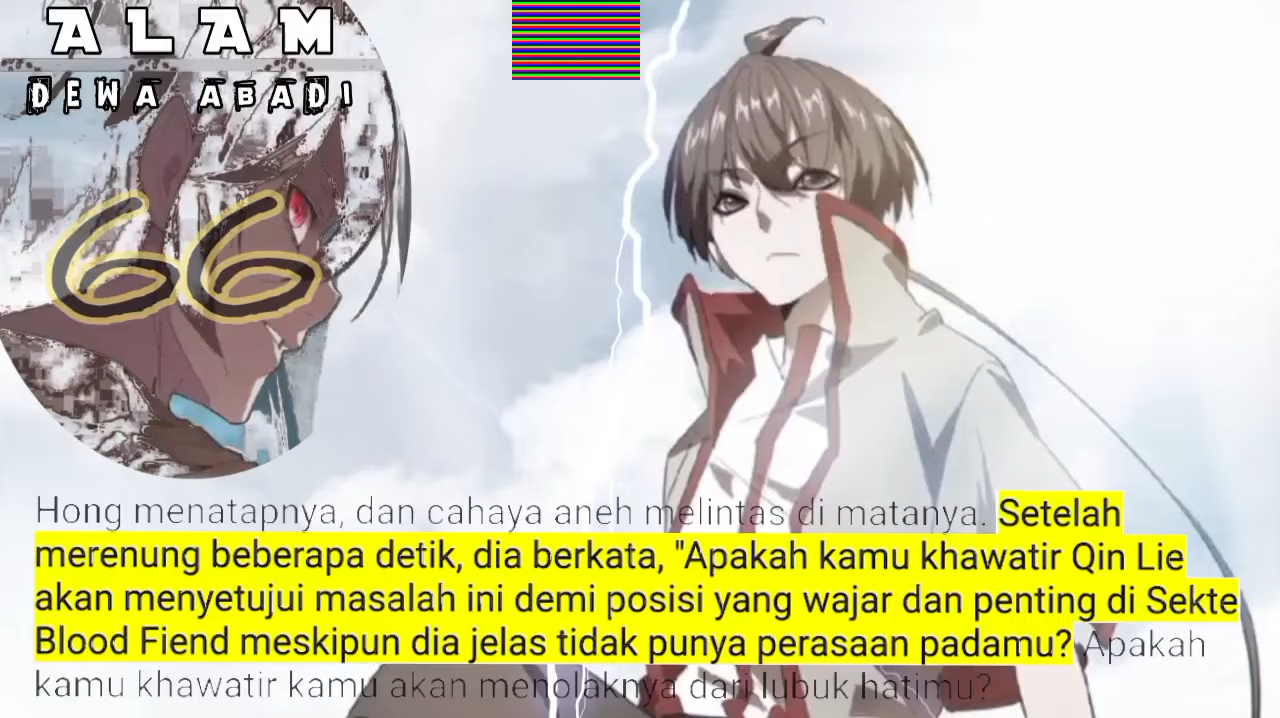 ALAM
DEWA ABADI
66
Hong menatapnya, dan cahaya aneh melintas di matanya. Setelah
merenung beberapa detik, dia berkata, "Apakah kamu khawatir Qin Lie
akan menyetujui masalah ini demi posisi yang wajar dan penting di Sekte
Blood Fiend meskipun dia jelas tidak punya perasaan padamu? Apakah
kamu khawatir kamu akan menolaknya dari lubuk hatimu?